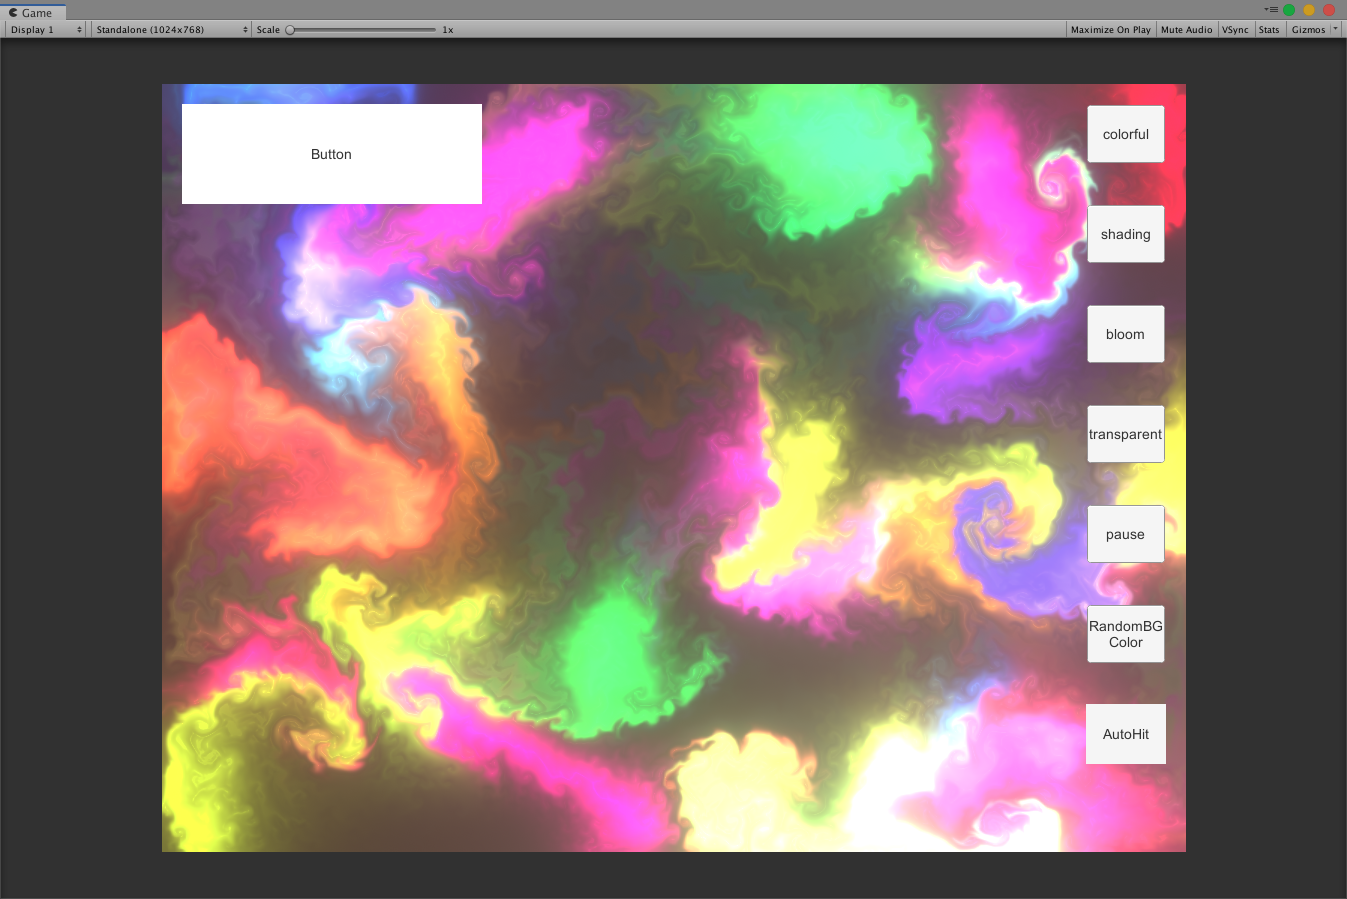 Game
Display 1
Standalone (1024x768)
Scale
1x
Maximize On Play
Mute Audio
VSync
Stats
Gizmos
Button
colorful
shading
bloom
transparent
pause
RandomBG
Color
AutoHit